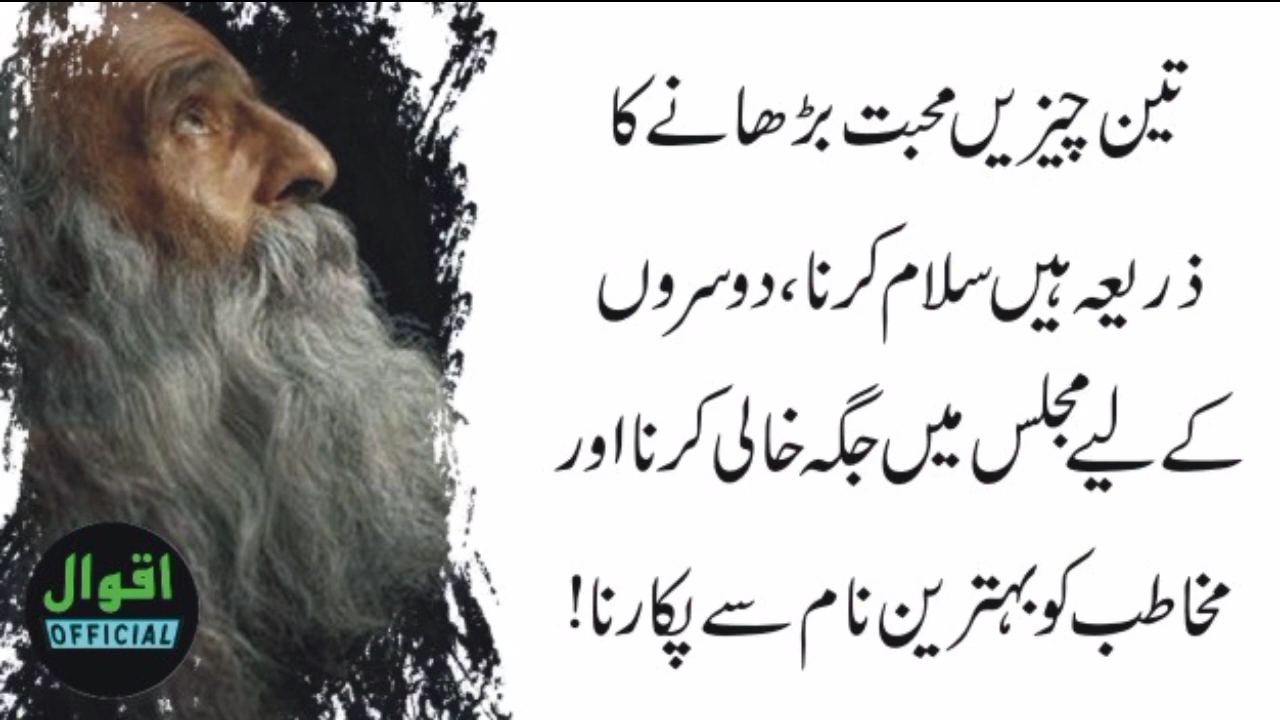 تین چیزیں محبت بڑھانے کا
ذریعہ ہیں سلام کرنا، دوسروں
کے لیے مجلس میں جگہ خالی کرنا اور
مخاطب کو بہترین نام سے پکارنا!
اقوال
OFFICIAL